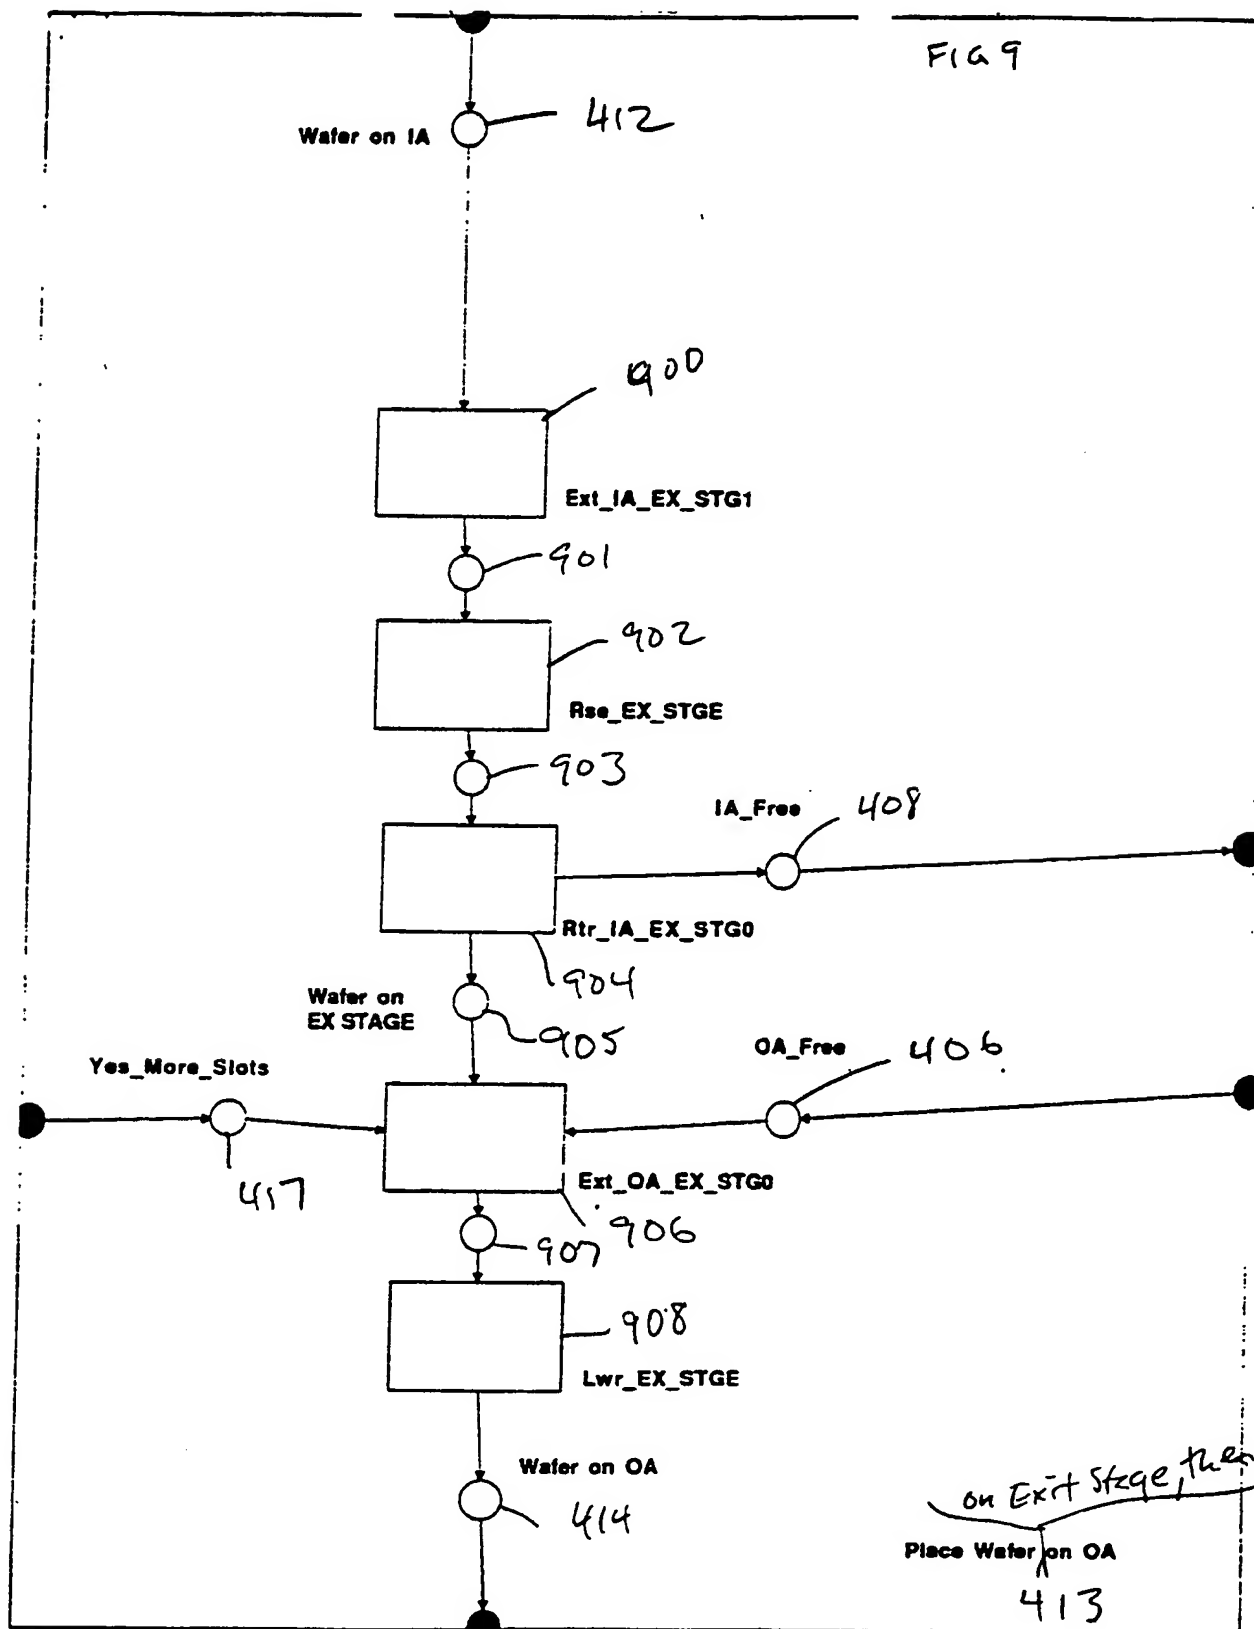 FIG 9
Wafer on IA
412
900
Ext_IA_EX_STG1
901
902
Rse_EX_STGE
903
IA_Free
408
Rtr_IA_EX_STG0
904
Wafer on
EX STAGE
905
Yes_More_Slots
OA_Free
406
417
Ext_OA_EX_STG0
906
907
908
Lwr_EX_STGE
Wafer on OA
414
on Exit Stage, then
Place Wafer on OA
413